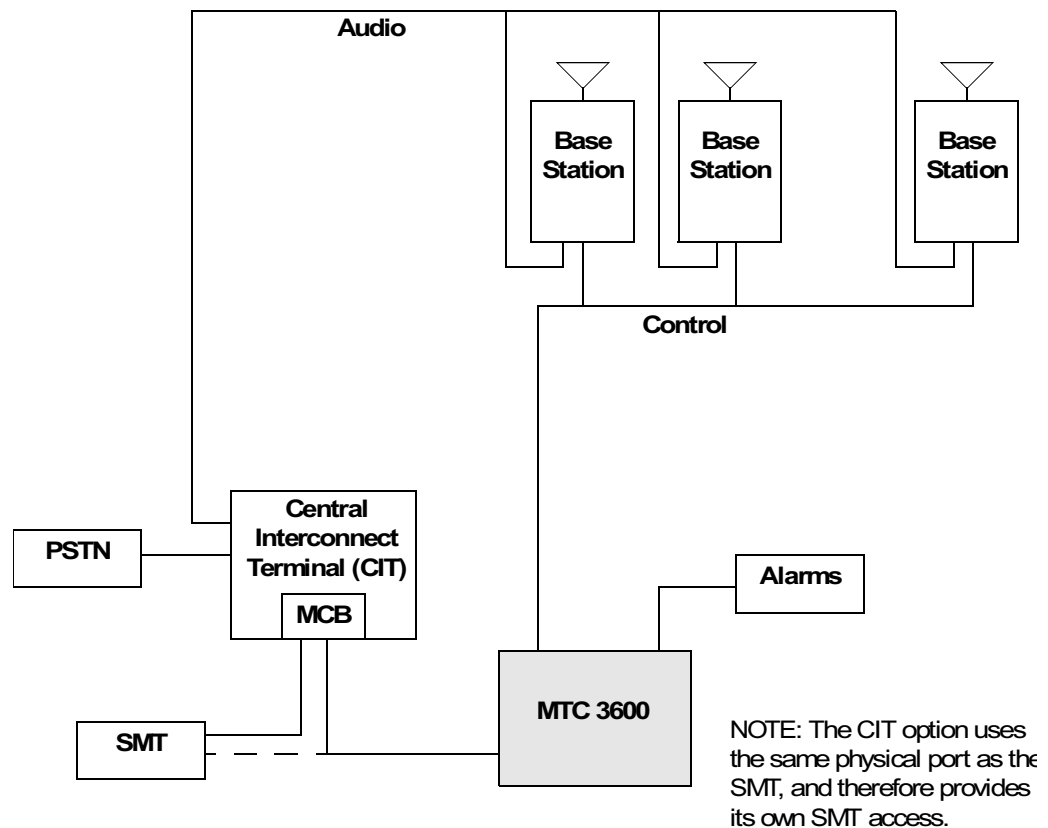 Audio
Base
Station
Base
Station
Base
Station
Control
Central
Interconnect
Terminal (CIT)
MCB
PSTN
Alarms
MTC 3600
SMT
NOTE: The CIT option uses
the same physical port as the
SMT, and therefore provides
its own SMT access.